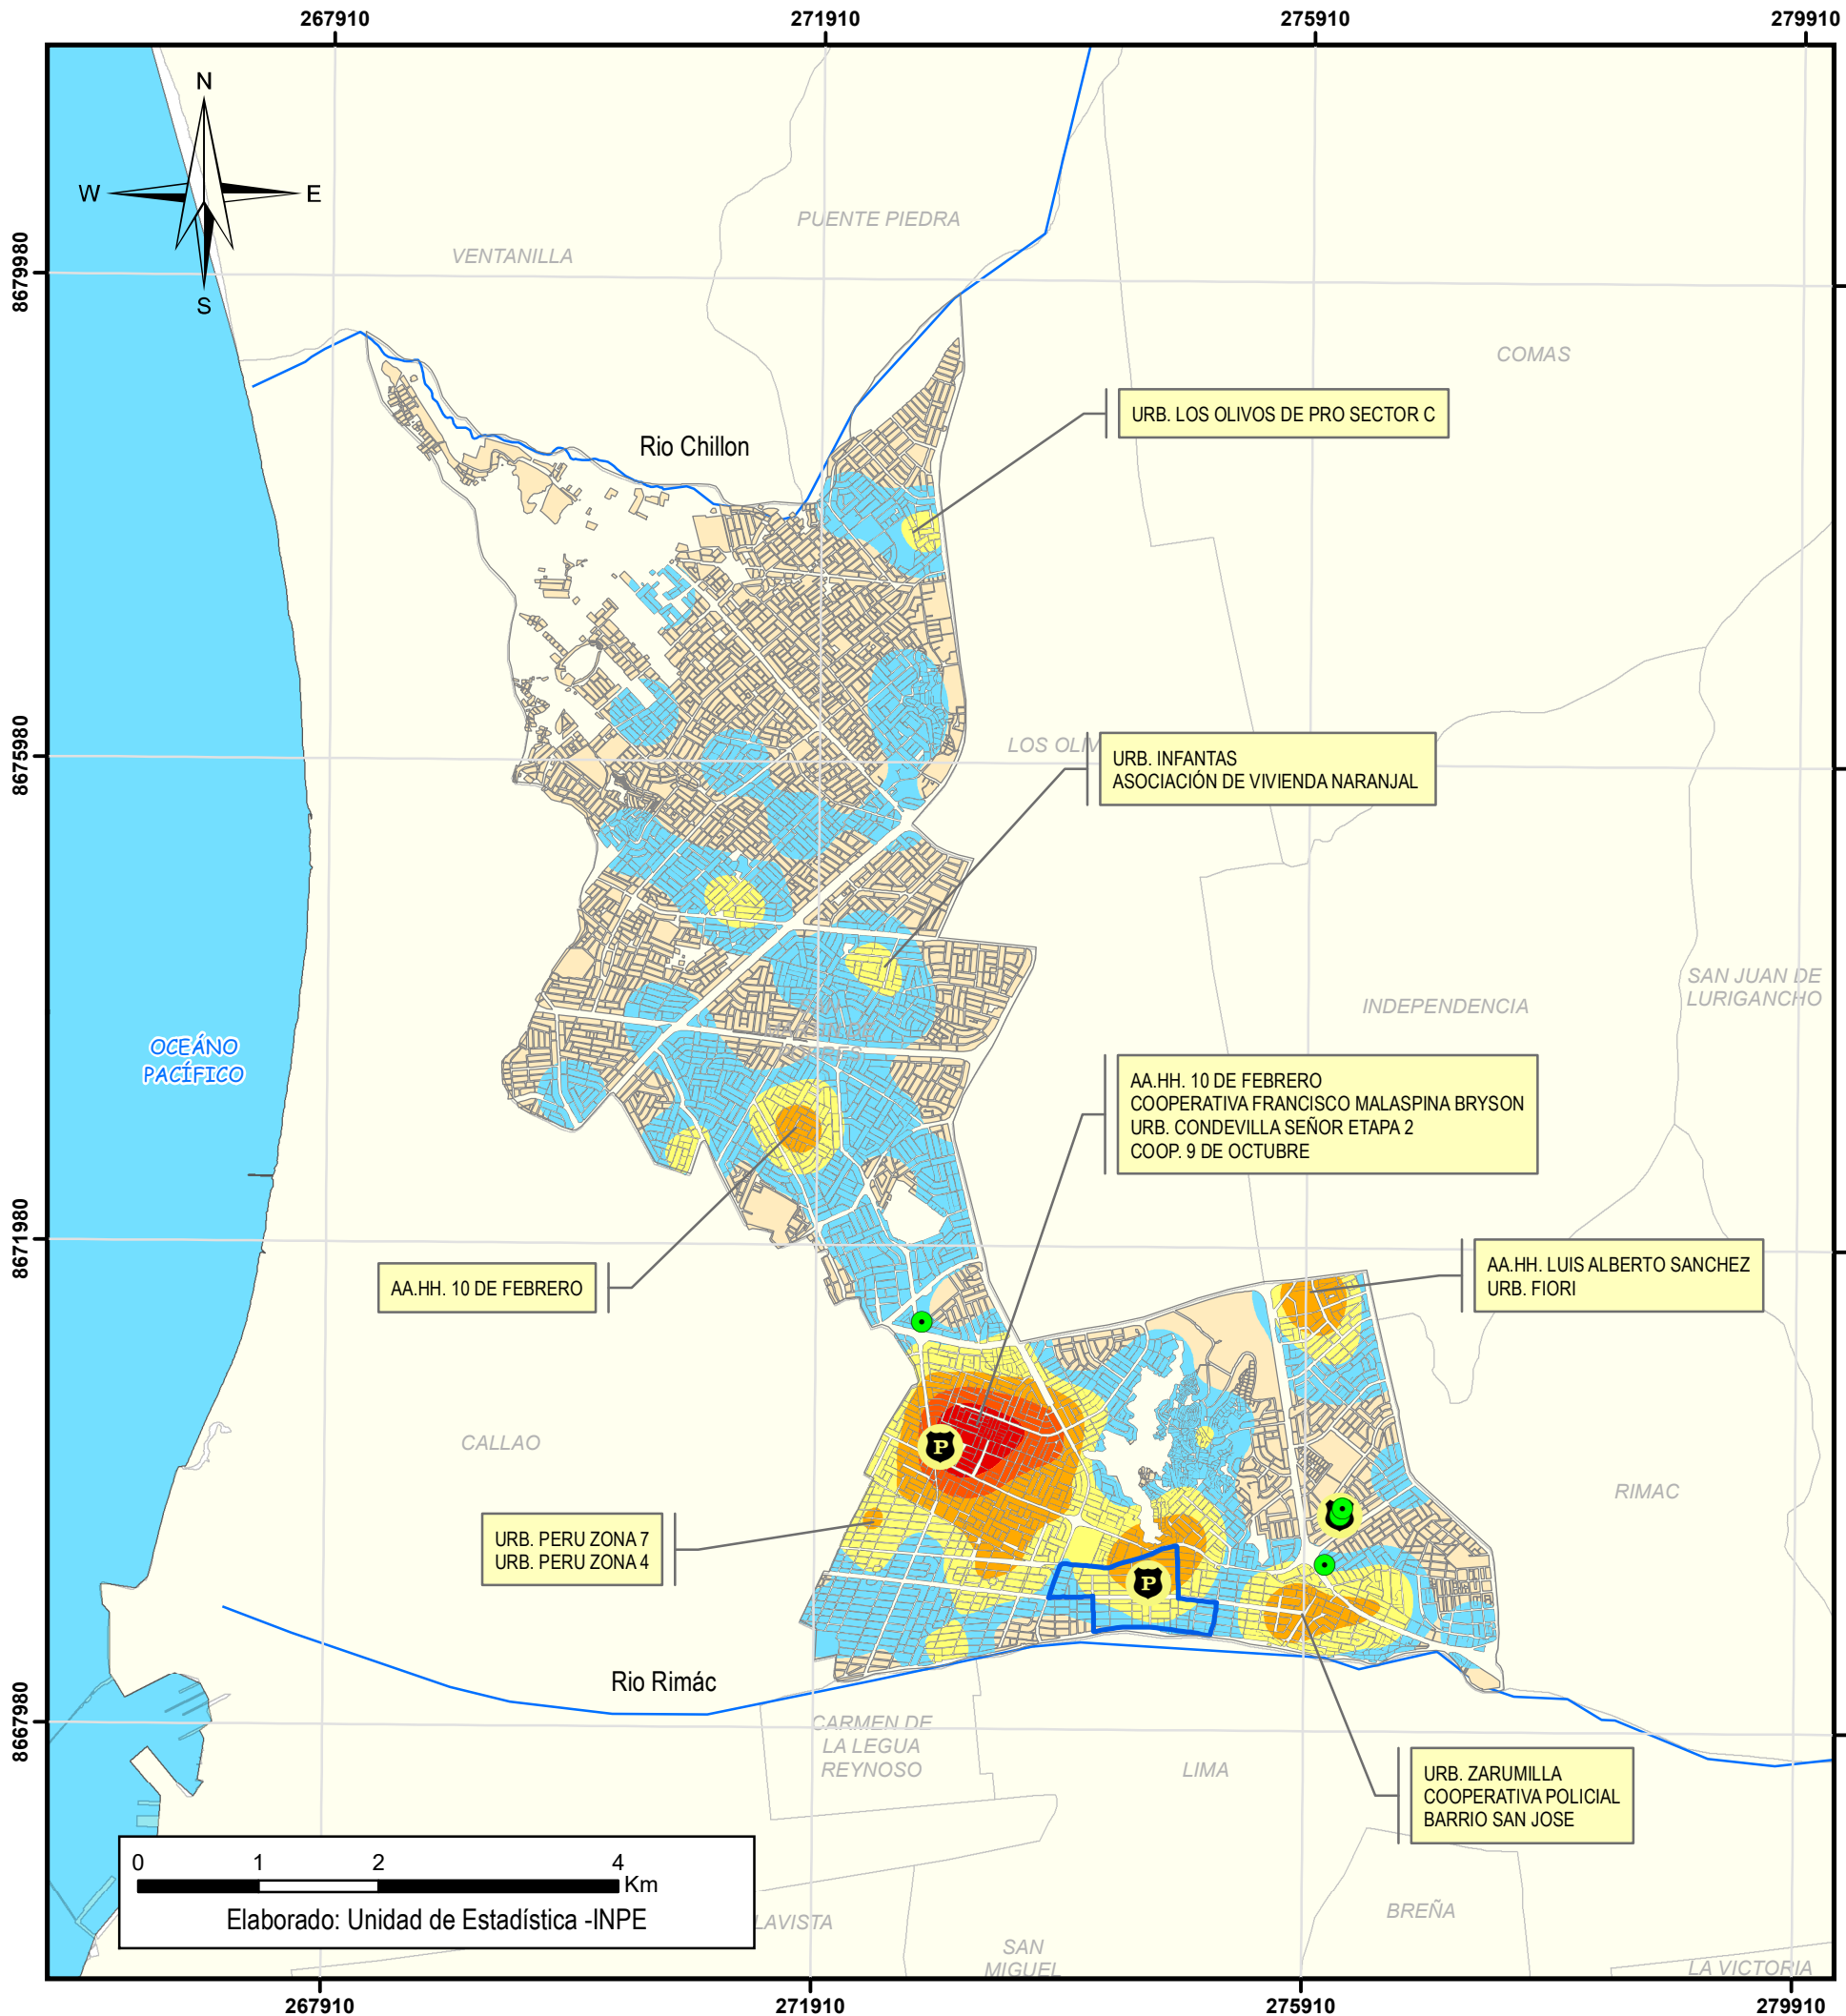 267910
271910
275910
279910
N
W
E
S
8679980
8675980
8671980
8667980
PUENTE PIEDRA
VENTANILLA
COMAS
Rio Chillon
URB. LOS OLIVOS DE PRO SECTOR C
LOS OLIV
URB. INFANTAS
ASOCIACIÓN DE VIVIENDA NARANJAL
SAN JUAN DE
LURIGANCHO
INDEPENDENCIA
OCEÁNO
PACÍFICO
AA.HH. 10 DE FEBRERO
COOPERATIVA FRANCISCO MALASPINA BRYSON
URB. CONDEVILLA SEÑOR ETAPA 2
COOP. 9 DE OCTUBRE
AA.HH. 10 DE FEBRERO
AA.HH. LUIS ALBERTO SANCHEZ
URB. FIORI
CALLAO
P
RIMAC
URB. PERU ZONA 7
URB. PERU ZONA 4
P
Rio Rimác
CARMEN DE
LA LEGUA
REYNOSO
LIMA
URB. ZARUMILLA
COOPERATIVA POLICIAL
BARRIO SAN JOSE
0 1 2 4
Km
Elaborado: Unidad de Estadística -INPE
LAVISTA
BREÑA
SAN
MIGUEL
LA VICTORIA
267910
271910
275910
279910